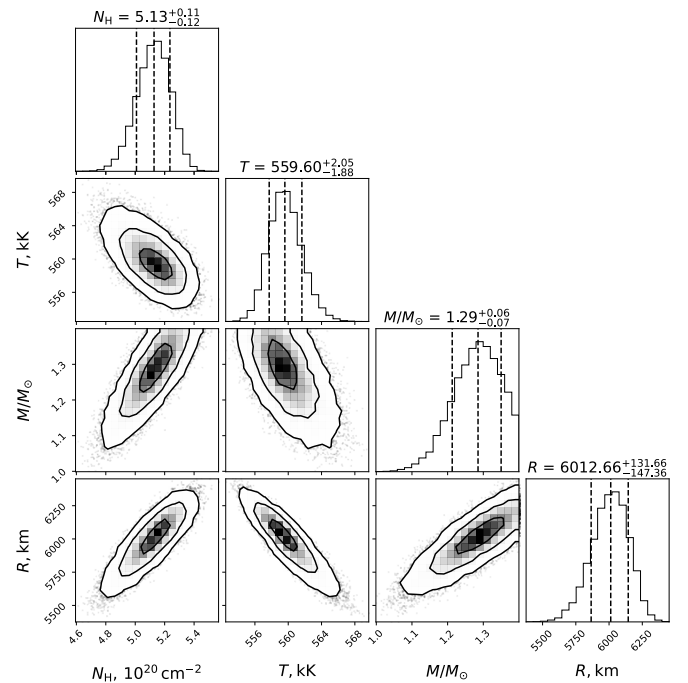 N_H = 5.13^{+0.11}_{-0.12}
T = 559.60^{+2.05}_{-1.88}
568
564
560
556
T, kK
M/M_⊙ = 1.29^{+0.06}_{-0.07}
1.3
1.2
1.1
1.0
M/M_⊙
R = 6012.66^{+131.66}_{-147.36}
6250
6000
5750
5500
R, km
4.6 4.8 5.0 5.2 5.4
556 560 564 568
1.0 1.1 1.2 1.3
5500 5750 6000 6250
N_H, 10^{20} cm^{-2}
T, kK
M/M_⊙
R, km